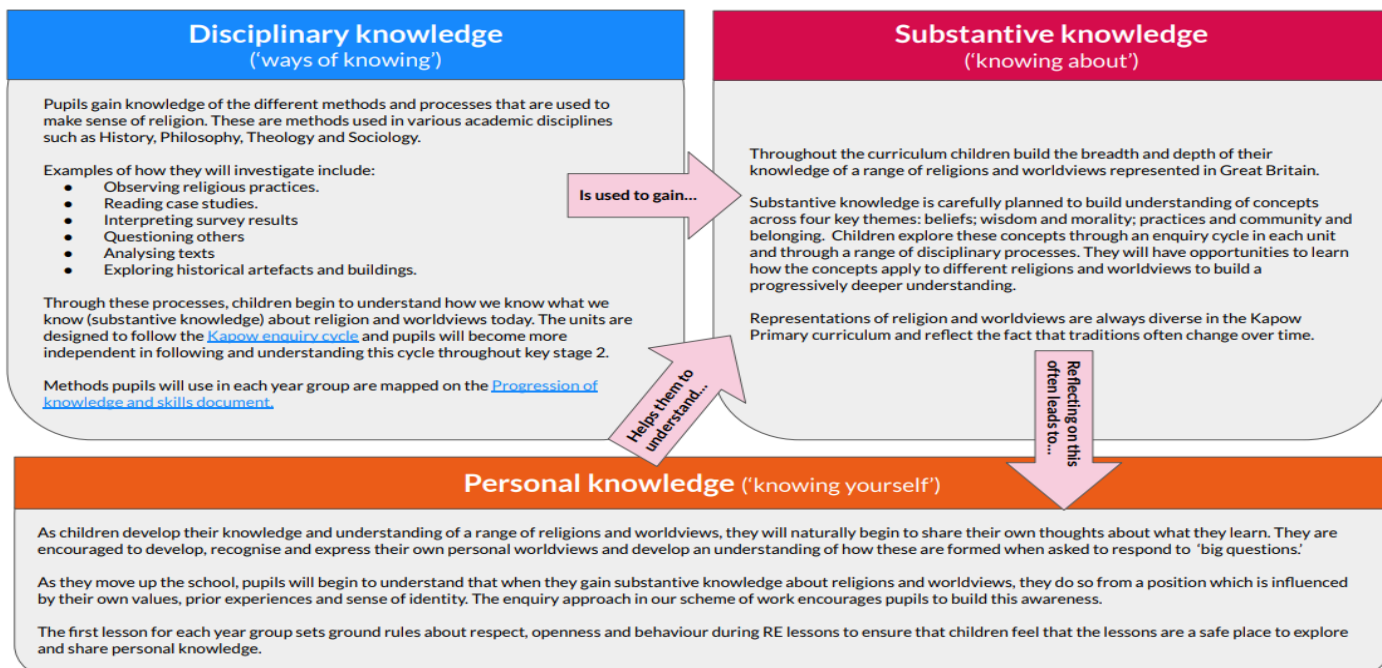 Disciplinary knowledge
(‘ways of knowing’)
Pupils gain knowledge of the different methods and processes that are used to
make sense of religion. These are methods used in various academic disciplines
such as History, Philosophy, Theology and Sociology.
Examples of how they will investigate include:
● Observing religious practices.
● Reading case studies.
● Interpreting survey results
● Questioning others
● Analysing texts
● Exploring historical artefacts and buildings.
Through these processes, children begin to understand how we know what we
know (substantive knowledge) about religion and worldviews today. The units are
designed to follow the Kapow enquiry cycle and pupils will become more
independent in following and understanding this cycle throughout key stage 2.
Methods pupils will use in each year group are mapped on the Progression of
knowledge and skills document.
Is used to gain...
Substantive knowledge
(‘knowing about’)
Throughout the curriculum children build the breadth and depth of their
knowledge of a range of religions and worldviews represented in Great Britain.
Substantive knowledge is carefully planned to build understanding of concepts
across four key themes: beliefs; wisdom and morality; practices and community and
belonging. Children explore these concepts through an enquiry cycle in each unit
and through a range of disciplinary processes. They will have opportunities to learn
how the concepts apply to different religions and worldviews to build a
progressively deeper understanding.
Representations of religion and worldviews are always diverse in the Kapow
Primary curriculum and reflect the fact that traditions often change over time.
Helps them to
understand...
Reflecting on this
often leads to...
Personal knowledge (‘knowing yourself’)
As children develop their knowledge and understanding of a range of religions and worldviews, they will naturally begin to share their own thoughts about what they learn. They are
encouraged to develop, recognise and express their own personal worldviews and develop an understanding of how these are formed when asked to respond to ‘big questions.’
As they move up the school, pupils will begin to understand that when they gain substantive knowledge about religions and worldviews, they do so from a position which is influenced
by their own values, prior experiences and sense of identity. The enquiry approach in our scheme of work encourages pupils to build this awareness.
The first lesson for each year group sets ground rules about respect, openness and behaviour during RE lessons to ensure that children feel that the lessons are a safe place to explore
and share personal knowledge.